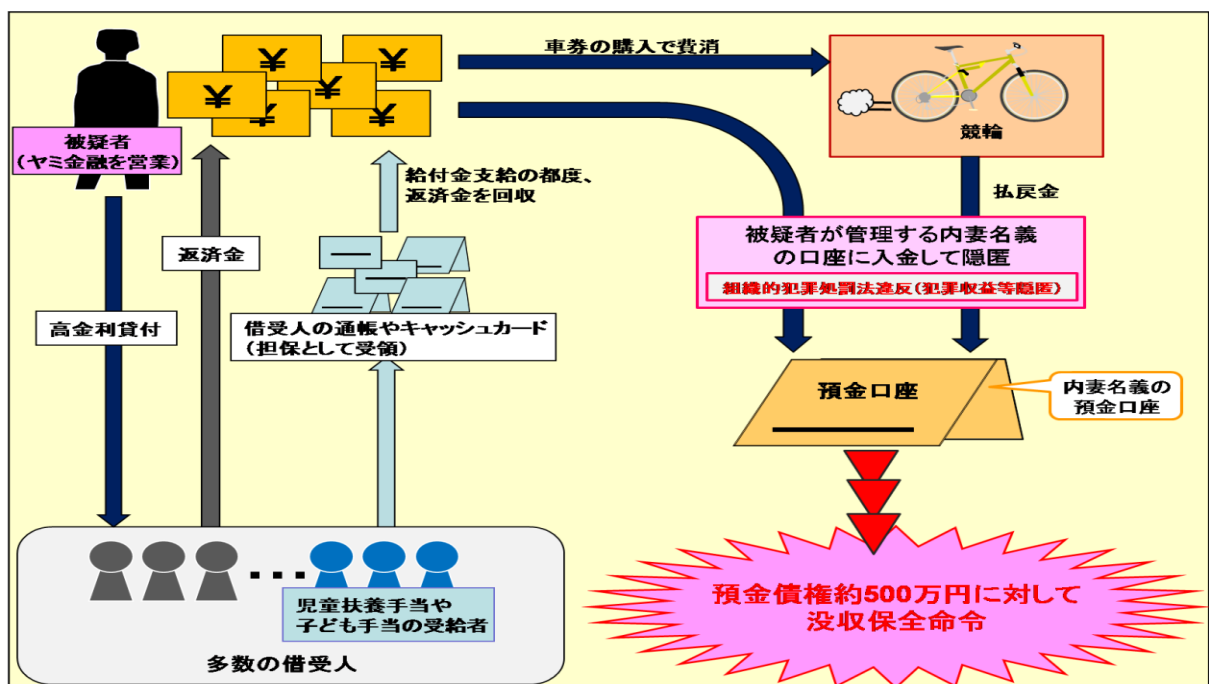 車券の購入で費消
¥
¥
¥
¥
¥
¥
競輪
被疑者
(ヤミ金融を営業)
給付金支給の都度、
返済金を回収
払戻金
返済金
被疑者が管理する内妻名義
の口座に入金して隠匿
組織的犯罪処罰法違反(犯罪収益等隠匿)
高金利貸付
借受人の通帳やキャッシュカード
(担保として受領)
預金口座
内妻名義の
預金口座
児童扶養手当や
子ども手当の受給者
多数の借受人
預金債権約500万円に対して
没収保全命令